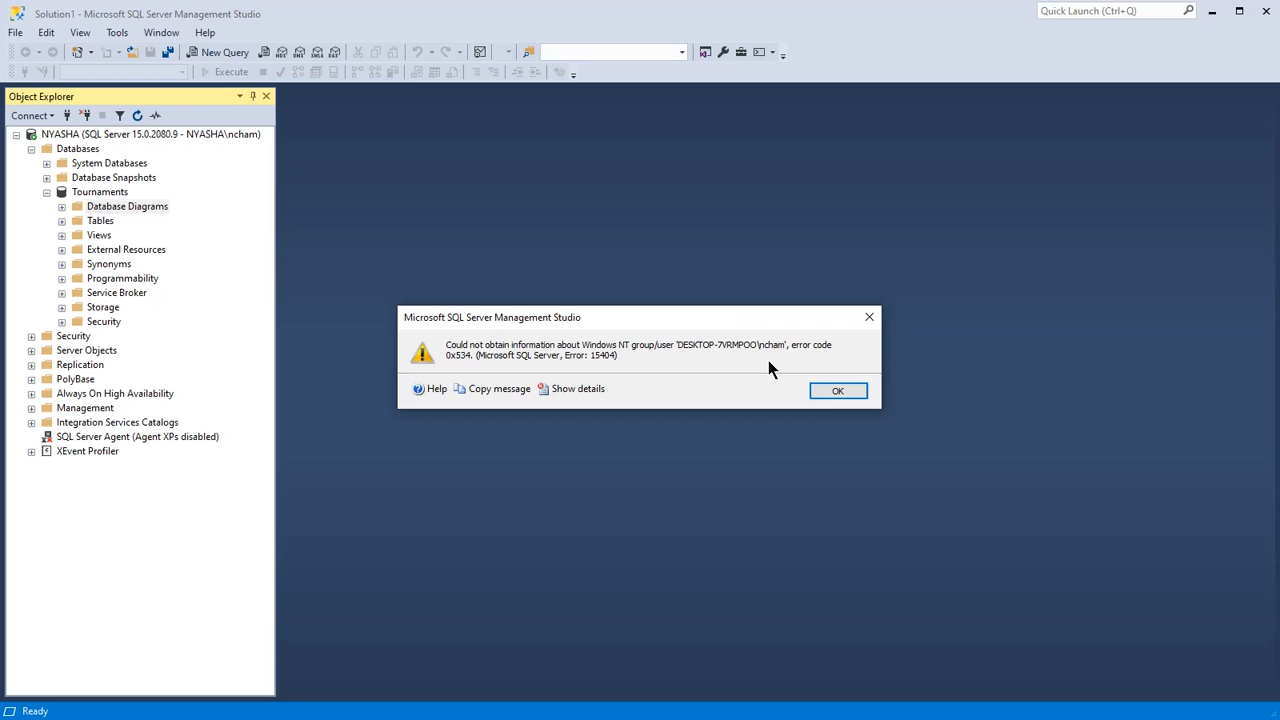 Solution1 - Microsoft SQL Server Management Studio
Quick Launch (Ctrl+Q)
File Edit View Tools Window Help
New Query
Execute
Object Explorer
Connect
NYASHA (SQL Server 15.0.2080.9 - NYASHA\ncham)
Databases
System Databases
Database Snapshots
Tournaments
Database Diagrams
Tables
Views
External Resources
Synonyms
Programmability
Service Broker
Storage
Security
Security
Server Objects
Replication
PolyBase
Always On High Availability
Management
Integration Services Catalogs
SQL Server Agent (Agent XPs disabled)
XEvent Profiler
Microsoft SQL Server Management Studio
Could not obtain information about Windows NT group/user 'DESKTOP-7VRMPOO\ncham', error code
0x534. (Microsoft SQL Server, Error: 15404)
Help Copy message Show details OK
Ready